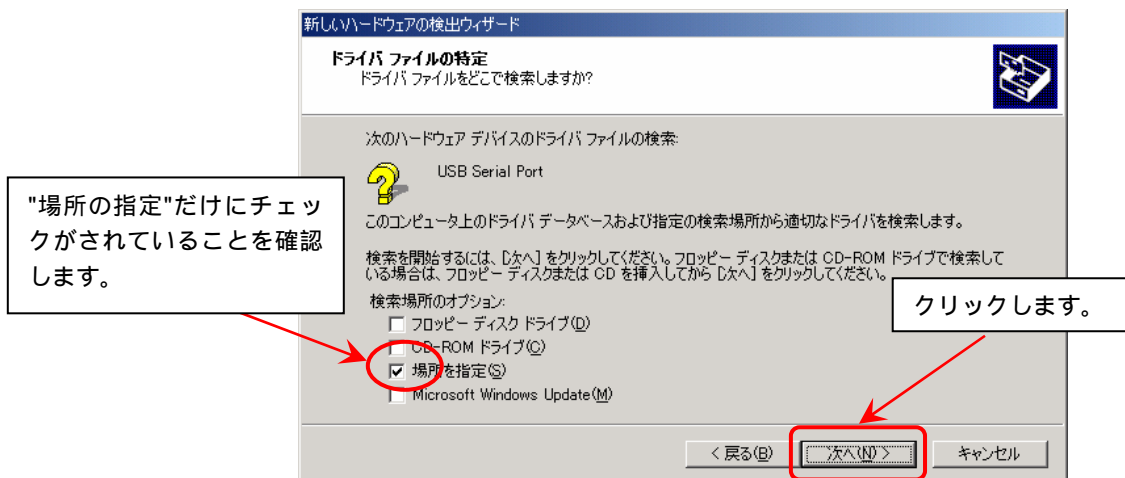 新しいハードウェアの検出ウィザード
ドライバ ファイルの特定
ドライバ ファイルをどこで検索しますか?
次のハードウェア デバイスのドライバ ファイルの検索:
USB Serial Port
"場所の指定"だけにチェッ
クがされていることを確認
します。
このコンピュータ上のドライバ データベースおよび指定の検索場所から適切なドライバを検索します。
検索を開始するには、[次へ] をクリックしてください。フロッピー ディスクまたは CD-ROM ドライブで検索して
いる場合は、フロッピー ディスクまたは CD を挿入してから [次へ] をクリックしてください。
クリックします。
検索場所のオプション:
フロッピー ディスク ドライブ(D)
CD-ROM ドライブ(C)
場所を指定(S)
Microsoft Windows Update(M)
< 戻る(B)
次へ(N) >
キャンセル